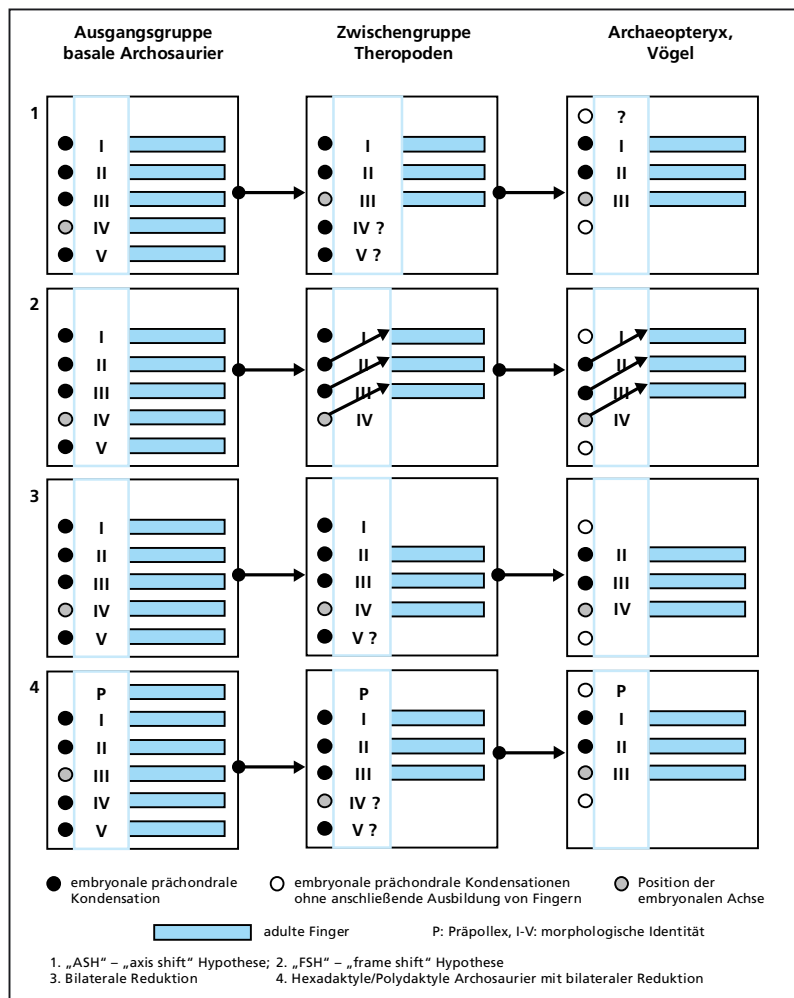 Ausgangsgruppe
basale Archosaurier
Zwischengruppe
Theropoden
Archaeopteryx,
Vögel
1
I
II
III
IV
V
I
II
III
IV ?
V ?
?
I
II
III
2
I
II
III
IV
V
I
II
III
IV
I
II
III
IV
3
I
II
III
IV
V
I
II
III
IV
V ?
II
III
IV
4
P
I
II
III
IV
V
P
I
II
III
IV ?
V ?
P
I
II
III
embryonale prächondrale
Kondensation
embryonale prächondrale Kondensationen
ohne anschließende Ausbildung von Fingern
Position der
embryonalen Achse
adulte Finger
P: Präpollex, I-V: morphologische Identität
1. „ASH“ – „axis shift“ Hypothese; 2. „FSH“ – „frame shift“ Hypothese
3. Bilaterale Reduktion 4. Hexadaktyle/Polydaktyle Archosaurier mit bilateraler Reduktion